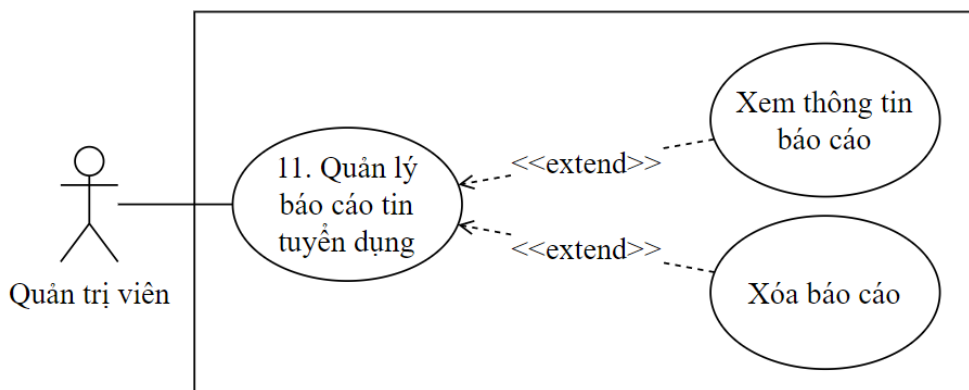 Xem thông tin
báo cáo
<<extend>>
11. Quản lý
báo cáo tin
tuyển dụng
<<extend>>
Quản trị viên
Xóa báo cáo